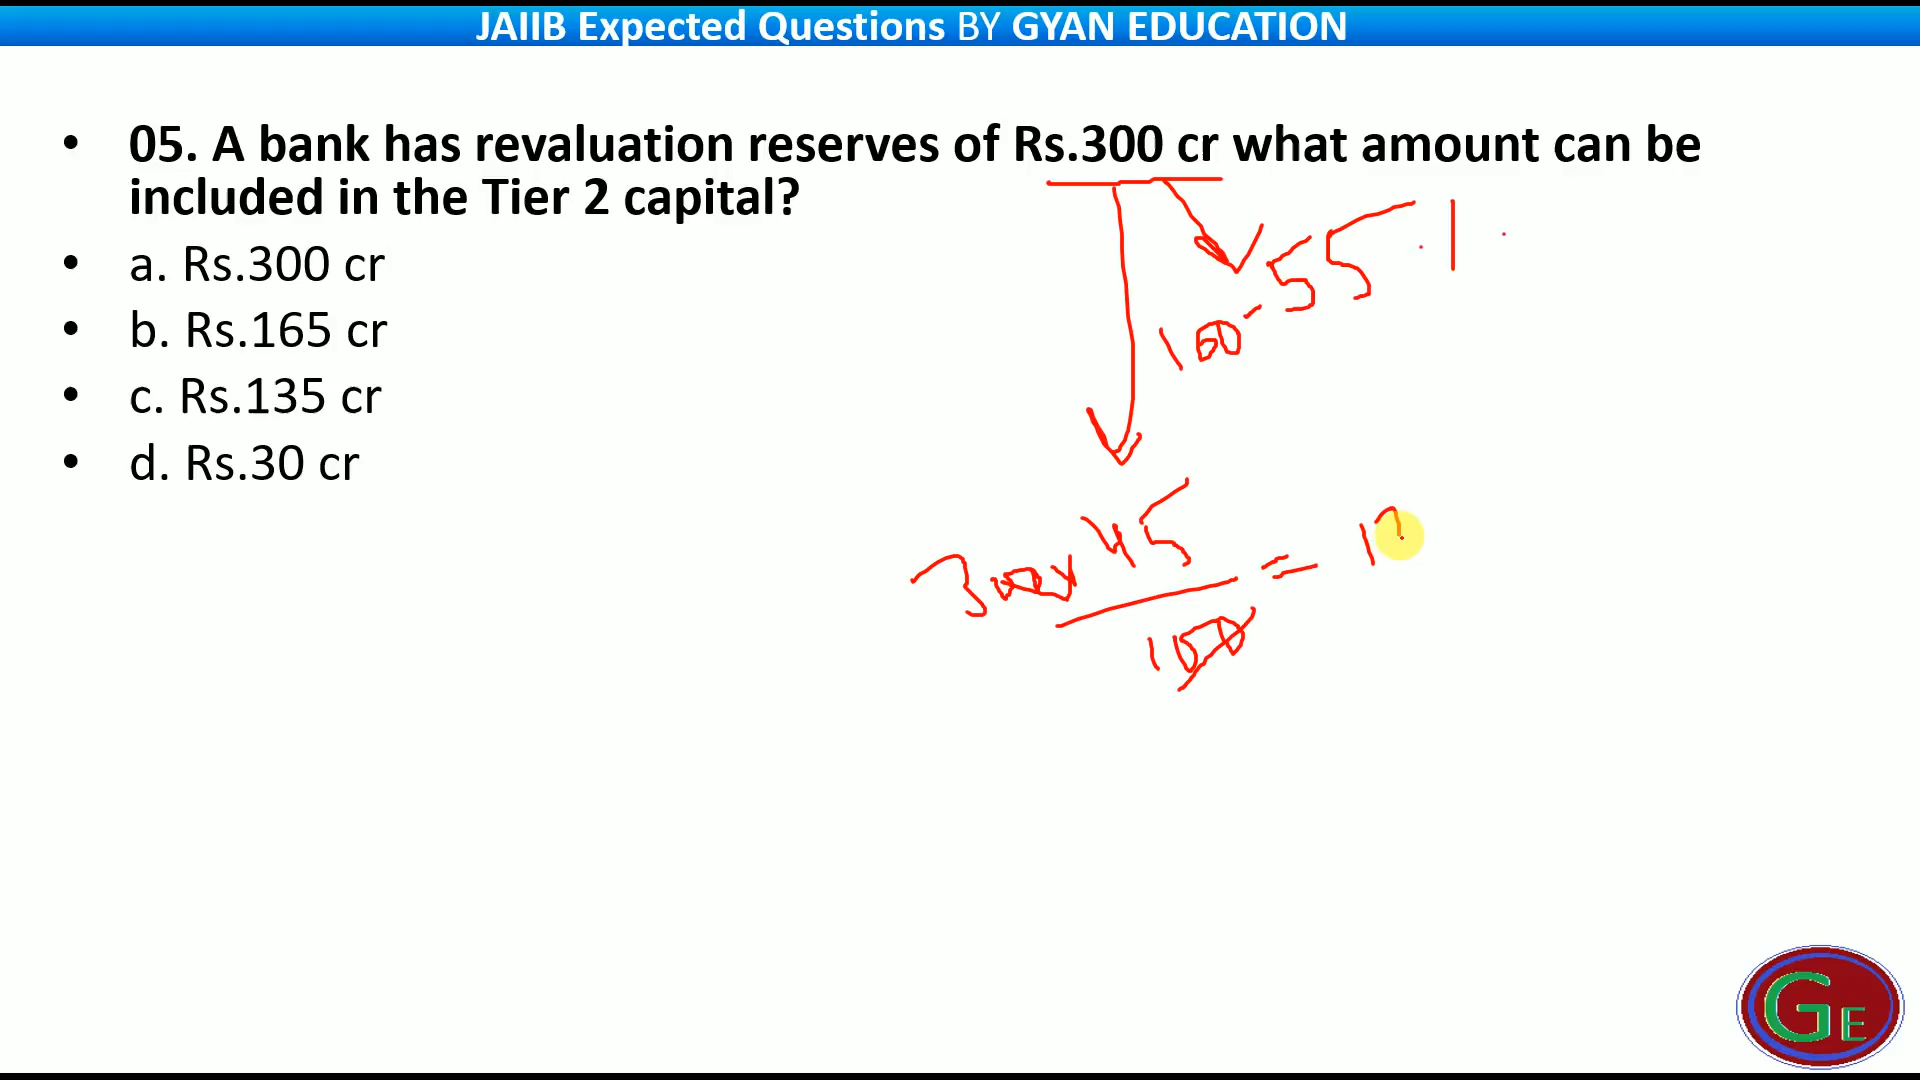 JAIIB Expected Questions BY GYAN EDUCATION
• 05. A bank has revaluation reserves of Rs.300 cr what amount can be
included in the Tier 2 capital?
• a. Rs.300 cr
• b. Rs.165 cr
• c. Rs.135 cr
• d. Rs.30 cr
100-55
300x45
=
100
GE